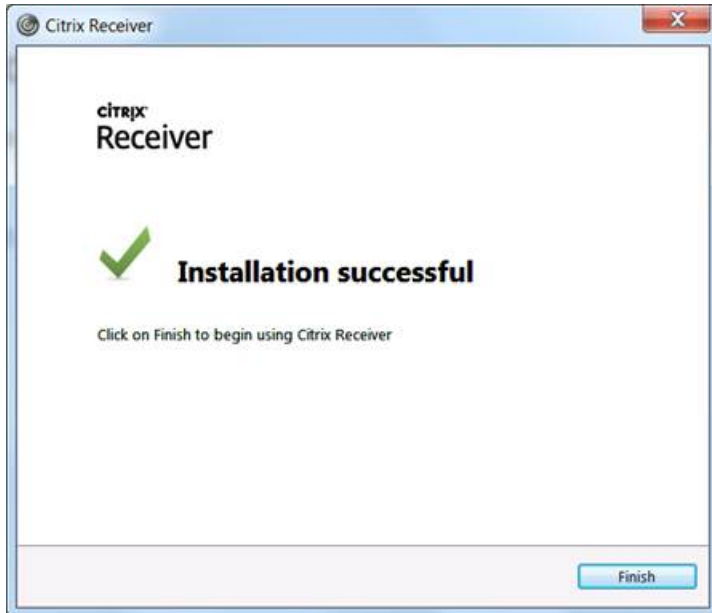 Citrix Receiver
CITRIX
Receiver
Installation successful
Click on Finish to begin using Citrix Receiver
Finish